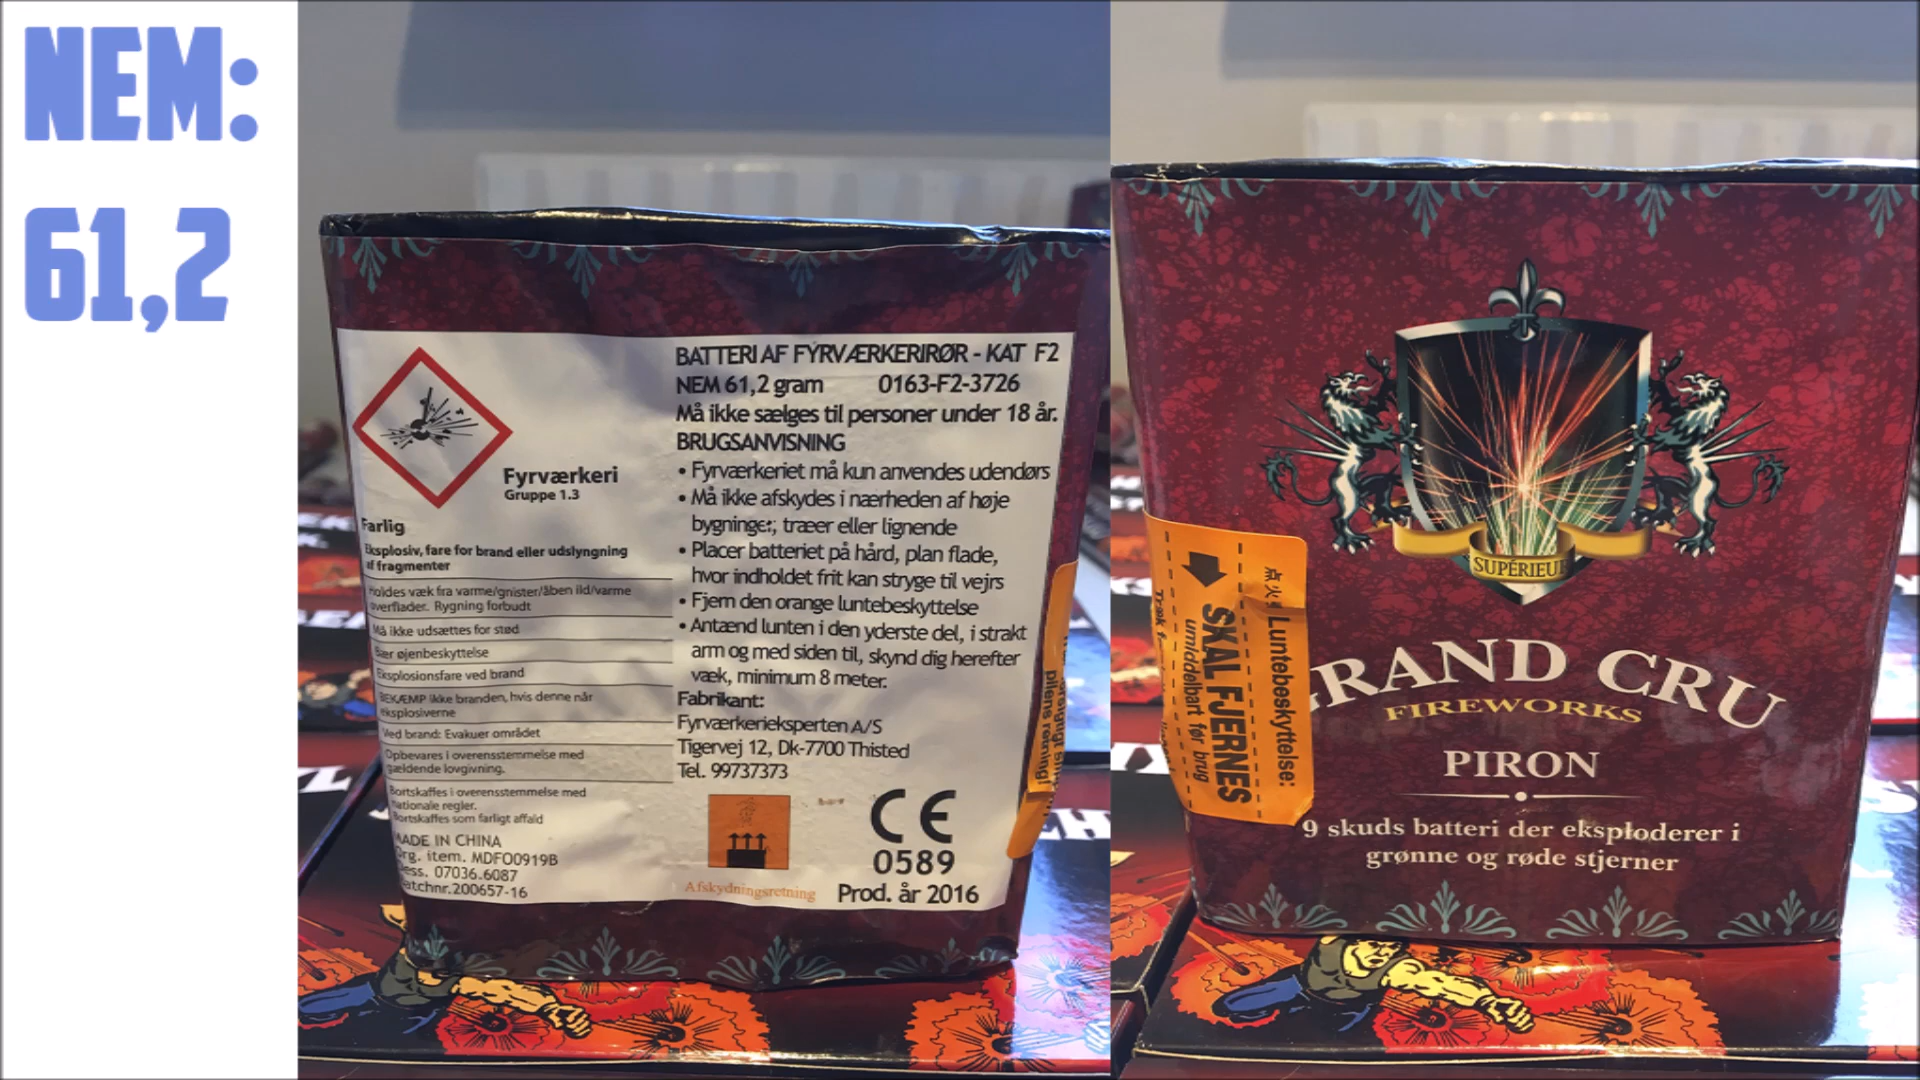 NEM:
61,2
BATTERI AF FYRVÆRKERIRØR - KAT F2
NEM 61,2 gram 0163-F2-3726
Må ikke sælges til personer under 18 år.
BRUGSANVISNING
• Fyrværkeriet må kun anvendes udendørs
• Må ikke afskydes i nærheden af høje
træer eller lignende
• Placer batteriet på hård, plan flade,
hvor indholdet frit kan stryge til vejrs
• Fjern den orange luntebeskyttelse
• Antænd lunten i den yderste del, i strakt
arm og med siden til, skynd dig herefter
væk, minimum 8 meter.
Fabrikant:
Fyrværkerieksperten A/S
Tigervej 12, Dk-7700 Thisted
Tel. 99737373
Afskydningsretning
CE
0589
Prod. år 2016
Fyrværkeri
Gruppe 1.3
Farlig
Eksplosiv, fare for brand eller udslyngning
af fragmenter
Holdes væk fra varme/gnister/åben ild/varme
overflader. Rygning forbudt
Må ikke udsættes for stød
Bær øjenbeskyttelse
Eksplosionsfare ved brand
BEKÆMP ikke branden, hvis denne når
eksplosiverne
Ved brand: Evakuer området
Opbevares i overensstemmelse med
gældende lovgivning.
Bortskaffes i overensstemmelse med
nationale regler.
Bortskaffes som farligt affald
MADE IN CHINA
Org. item. MDFO0919B
07036.6087
200657-16
pilens retning!
SUPÉRIEUR
GRAND CRU
FIREWORKS
PIRON
9 skuds batteri der eksploderer i
grønne og røde stjerner
点火 Luntebeskyttelse:
SKAL FJERNES
umiddelbart før brug